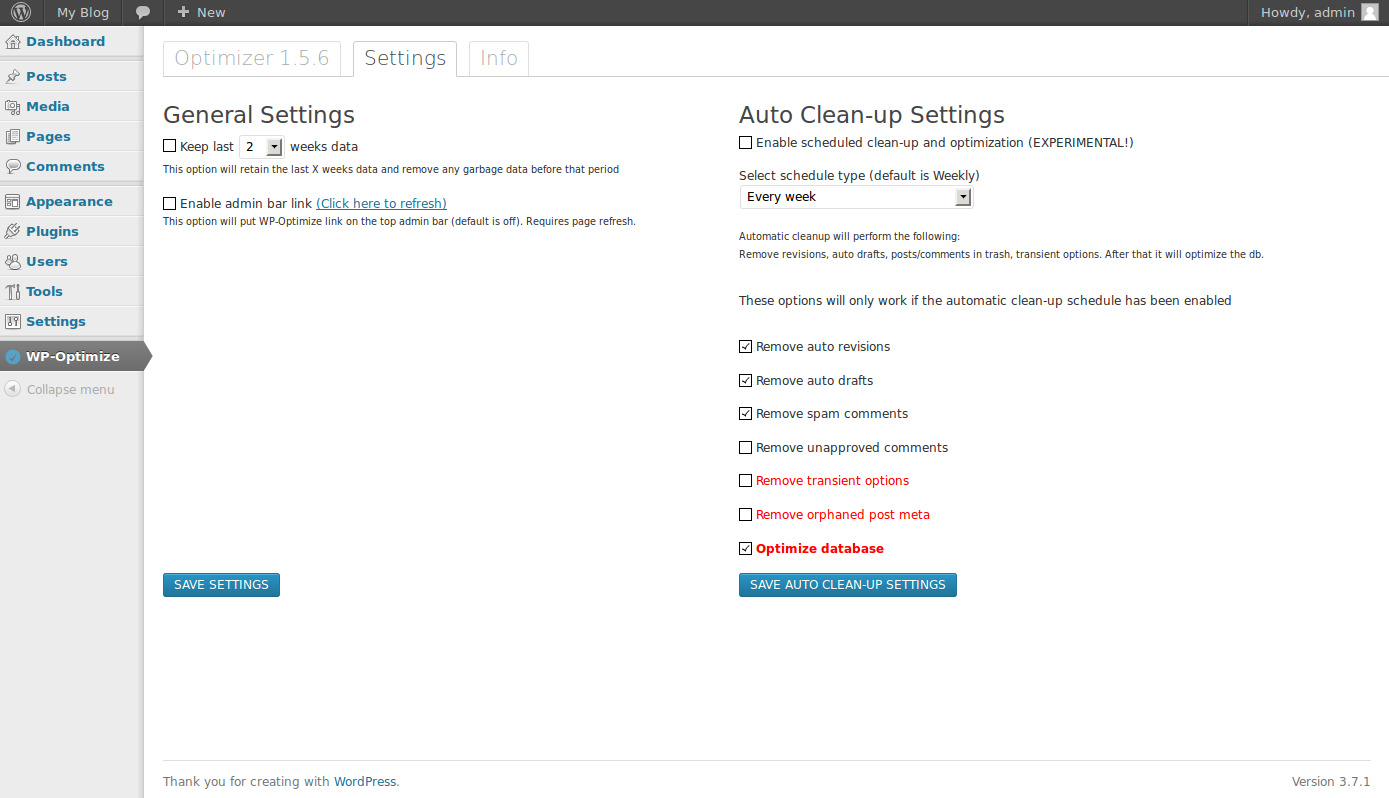 My Blog
New
Howdy, admin
Dashboard
Posts
Media
Pages
Comments
Appearance
Plugins
Users
Tools
Settings
WP-Optimize
Collapse menu
Optimizer 1.5.6
Settings
Info
General Settings
Keep last 2 weeks data
This option will retain the last X weeks data and remove any garbage data before that period
Enable admin bar link (Click here to refresh)
This option will put WP-Optimize link on the top admin bar (default is off). Requires page refresh.
SAVE SETTINGS
Auto Clean-up Settings
Enable scheduled clean-up and optimization (EXPERIMENTAL!)
Select schedule type (default is Weekly)
Every week
Automatic cleanup will perform the following:
Remove revisions, auto drafts, posts/comments in trash, transient options. After that it will optimize the db.
These options will only work if the automatic clean-up schedule has been enabled
Remove auto revisions
Remove auto drafts
Remove spam comments
Remove unapproved comments
Remove transient options
Remove orphaned post meta
Optimize database
SAVE AUTO CLEAN-UP SETTINGS
Thank you for creating with WordPress.
Version 3.7.1